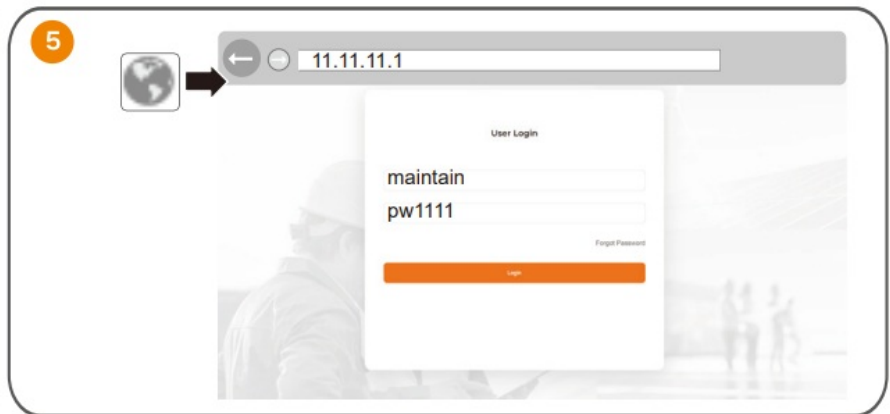 5
11.11.11.1
User Login
maintain
pw1111
Forgot Password
Login